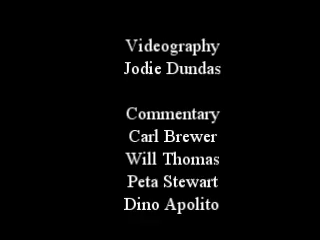 Videography
Jodie Dundas
Commentary
Carl Brewer
Will Thomas
Peta Stewart
Dino Apolito